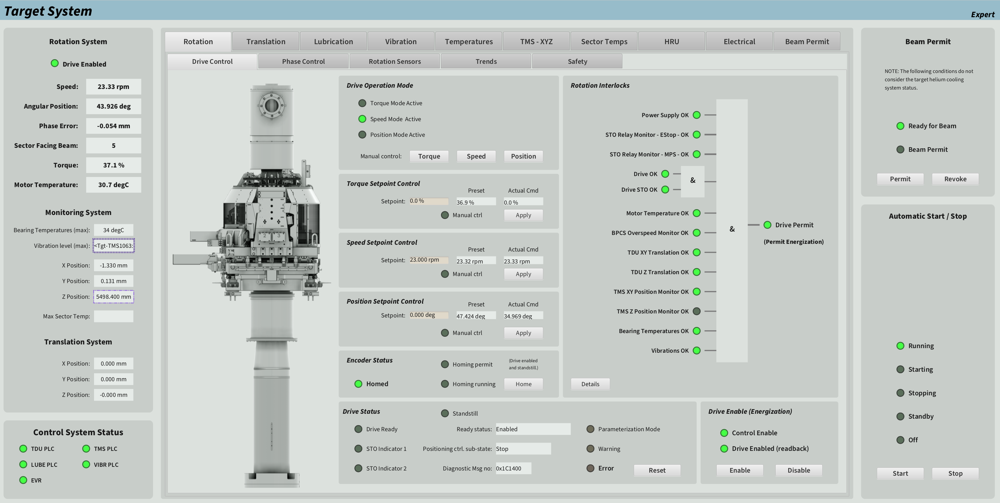 Target System
Expert
Rotation System
Drive Enabled
Speed: 23.33 rpm
Angular Position: 43.926 deg
Phase Error: -0.054 mm
Sector Facing Beam: 5
Torque: 37.1 %
Motor Temperature: 30.7 degC
Monitoring System
Bearing Temperatures (max): 34 degC
Vibration level (max): <Tgt-TMS1063:
X Position: -1.330 mm
Y Position: 0.131 mm
Z Position: 5498.400 mm
Max Sector Temp:
Translation System
X Position: 0.000 mm
Y Position: 0.000 mm
Z Position: -0.000 mm
Control System Status
TDU PLC TMS PLC
LUBE PLC VIBR PLC
EVR
Rotation Translation Lubrication Vibration Temperatures TMS - XYZ Sector Temps HRU Electrical Beam Permit
Drive Control Phase Control Rotation Sensors Trends Safety
2 3
Drive Operation Mode
Torque Mode Active
Speed Mode Active
Position Mode Active
Manual control: Torque Speed Position
Torque Setpoint Control
Preset Actual Cmd
Setpoint: 0.0 % 36.9 % 0.0 %
Manual ctrl Apply
Speed Setpoint Control
Preset Actual Cmd
Setpoint: 23.000 rpm 23.32 rpm 23.33 rpm
Manual ctrl Apply
Position Setpoint Control
Preset Actual Cmd
Setpoint: 0.000 deg 47.424 deg 34.969 deg
Manual ctrl Apply
Encoder Status
Homing permit
(Drive enabled
and standstill.)
Homed Homing running Home
Rotation Interlocks
Power Supply OK
STO Relay Monitor - EStop - OK
STO Relay Monitor - MPS - OK
Drive OK
&
Drive STO OK
Motor Temperature OK
BPCS Overspeed Monitor OK
TDU XY Translation OK
TDU Z Translation OK
TMS XY Position Monitor OK
TMS Z Position Monitor OK
Bearing Temperatures OK
Vibrations OK
&
Drive Permit
(Permit Energization)
Details
Drive Status
Standstill
Drive Ready Ready status: Enabled Parameterization Mode
STO Indicator 1 Positioning ctrl. sub-state: Stop Warning
STO Indicator 2 Diagnostic Msg no: 0x1C1400 Error Reset
Drive Enable (Energization)
Control Enable
Drive Enabled (readback)
Enable Disable
Beam Permit
NOTE: The following conditions do not
consider the target helium cooling
system status.
Ready for Beam
Beam Permit
Permit Revoke
Automatic Start / Stop
Running
Starting
Stopping
Standby
Off
Start Stop